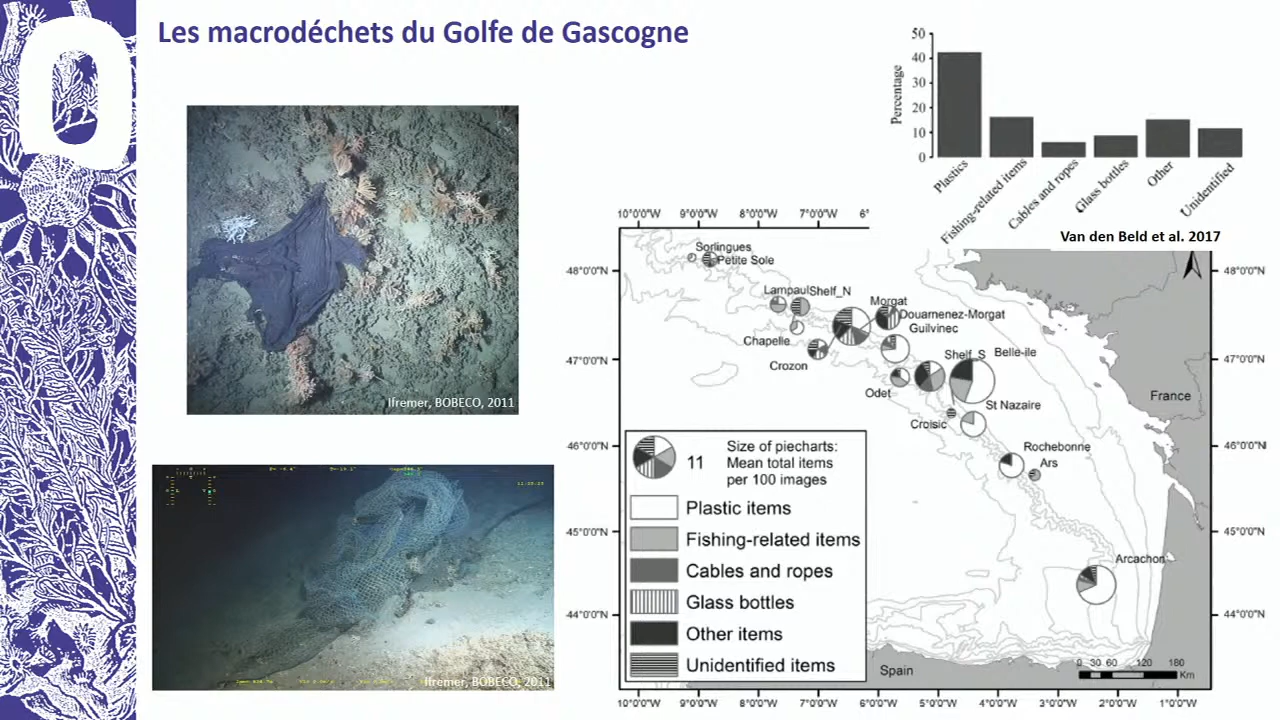 Les macrodéchets du Golfe de Gascogne
Ifremer, BOBECO, 2011
Ifremer, BOBECO, 2011
50
40
30
20
10
0
Percentage
Plastics
Fishing-related items
Cables and ropes
Glass bottles
Other
Unidentified
Van den Beld et al. 2017
10°0'0"W 9°0'0"W 8°0'0"W 7°0'0"W 6°
48°0'0"N
47°0'0"N
46°0'0"N
45°0'0"N
44°0'0"N
48°0'0"N
47°0'0"N
46°0'0"N
45°0'0"N
44°0'0"N
Sorlingues
Petite Sole
Lampaul
Shelf_N
Morgat
Douarnenez-Morgat
Guilvinec
Chapelle
Crozon
Shelf_S
Belle-ile
Odet
St Nazaire
Croisic
Rochebonne
Ars
Arcachon
France
Spain
11
Size of piecharts:
Mean total items
per 100 images
Plastic items
Fishing-related items
Cables and ropes
Glass bottles
Other items
Unidentified items
0 30 60 120 180
Km
10°0'0"W 9°0'0"W 8°0'0"W 7°0'0"W 6°0'0"W 5°0'0"W 4°0'0"W 3°0'0"W 2°0'0"W 1°0'0"W